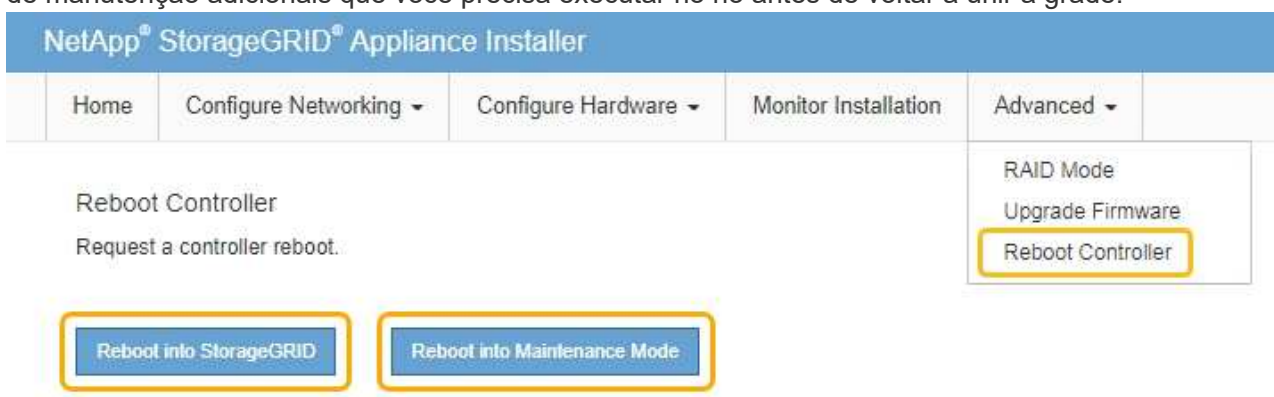 de manutenção adicionais que você precisa executar no nó antes de voltar a unir a grade.
NetApp® StorageGRID® Appliance Installer
Home Configure Networking Configure Hardware Monitor Installation Advanced
RAID Mode
Upgrade Firmware
Reboot Controller
Reboot Controller
Request a controller reboot.
Reboot into StorageGRID Reboot into Maintenance Mode